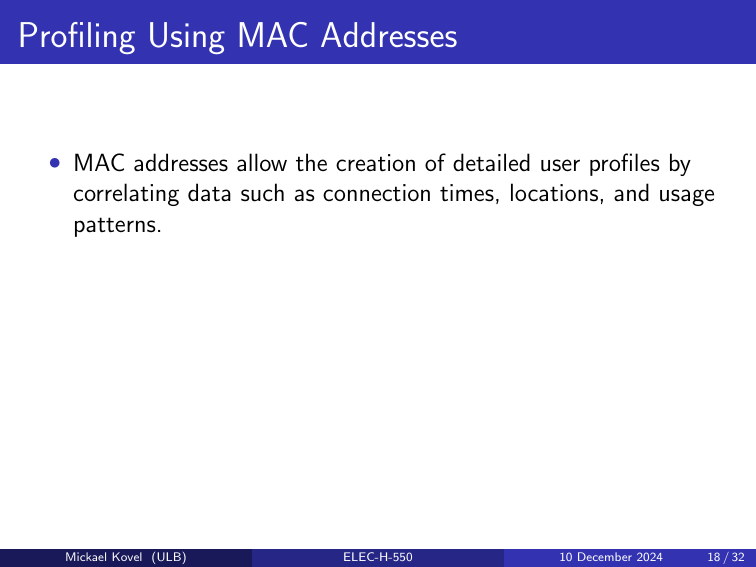 Profiling Using MAC Addresses
• MAC addresses allow the creation of detailed user profiles by
correlating data such as connection times, locations, and usage
patterns.
Mickael Kovel (ULB) ELEC-H-550 10 December 2024 18 / 32